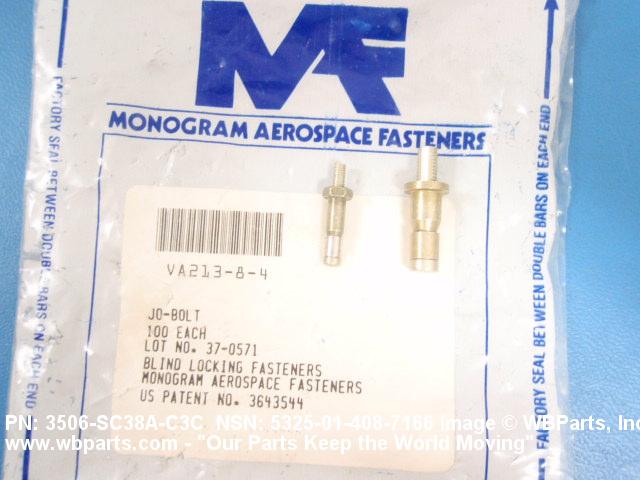 MAF
MONOGRAM AEROSPACE FASTENERS
FACTORY SEAL BETWEEN DOUBLE BARS ON EACH END
FACTORY SEAL BETWEEN DOUBLE BARS ON EACH END
VA213-8-4
JO-BOLT
100 EACH
LOT NO. 37-0571
BLIND LOCKING FASTENERS
MONOGRAM AEROSPACE FASTENERS
US PATENT NO. 3643544
PN: 3506-SC38A-C3C NSN: 5325-01-408-7166 Image © WBParts, Inc
www.wbparts.com - "Our Parts Keep the World Moving"